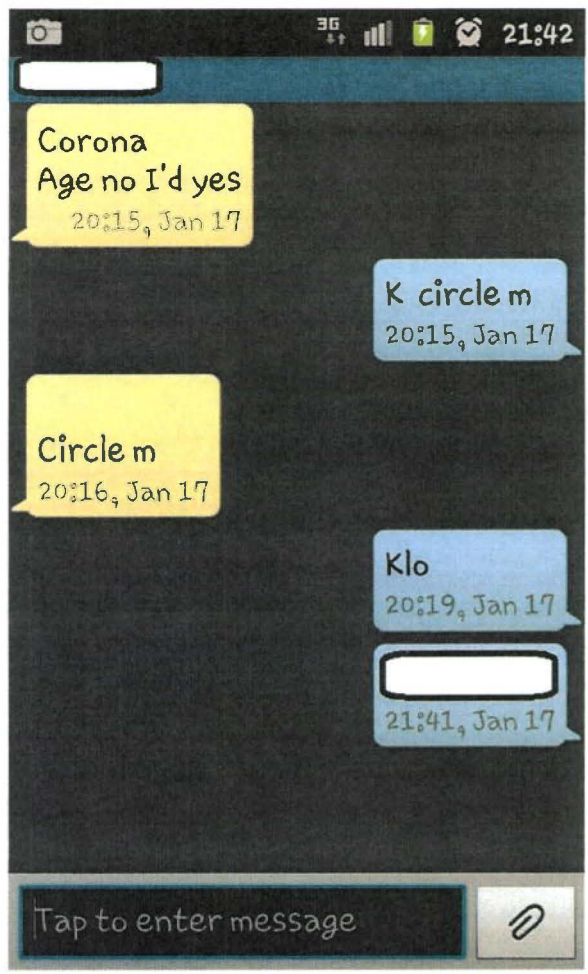 3G
21:42
Corona
Age no I'd yes
20:15, Jan 17
K circle m
20:15, Jan 17
Circle m
20:16, Jan 17
Klo
20:19, Jan 17
21:41, Jan 17
Tap to enter message